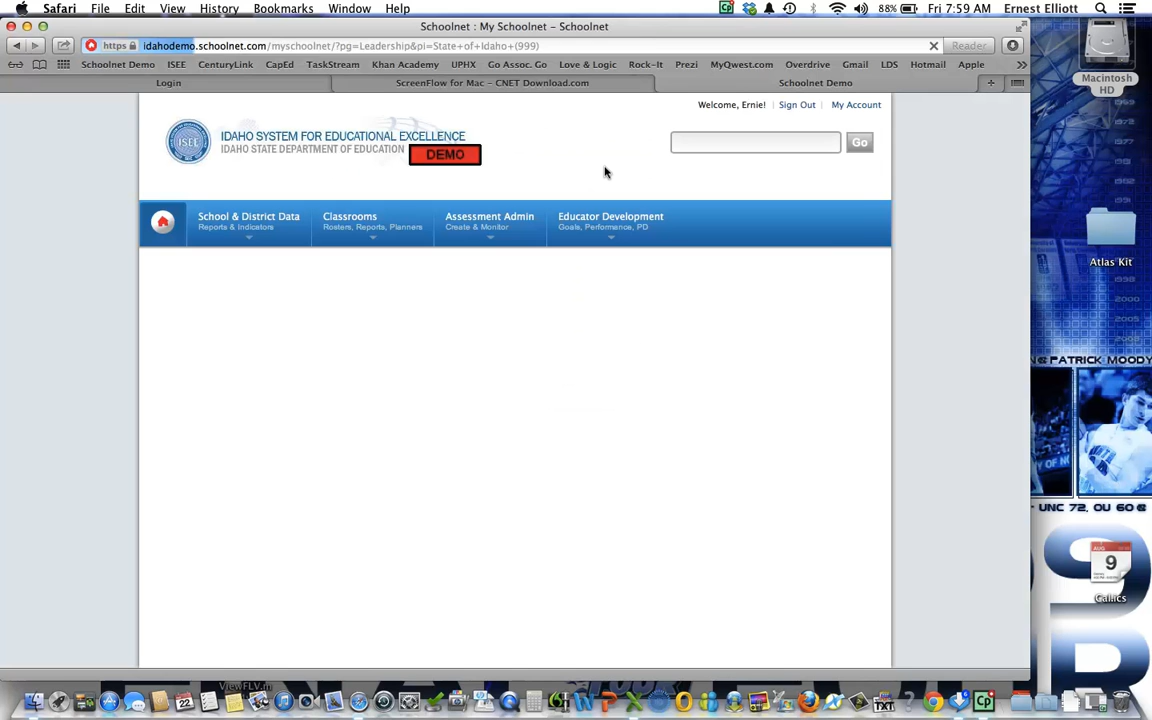 Safari File Edit View History Bookmarks Window Help 88% Fri 7:59 AM Ernest Elliott
Schoolnet : My Schoolnet – Schoolnet
https idahodemo.schoolnet.com/myschoolnet/?pg=Leadership&pi=State+of+Idaho+(999) Reader
Schoolnet Demo ISEE CenturyLink CapEd TaskStream Khan Academy UPHX Go Assoc. Go Love & Logic Rock-It Prezi MyQwest.com Overdrive Gmail LDS Hotmail Apple
Login ScreenFlow for Mac – CNET Download.com Schoolnet Demo
Macintosh HD
Welcome, Ernie! Sign Out My Account
ISEE IDAHO SYSTEM FOR EDUCATIONAL EXCELLENCE
IDAHO STATE DEPARTMENT OF EDUCATION DEMO
Go
School & District Data Classrooms Assessment Admin Educator Development
Reports & Indicators Rosters, Reports, Planners Create & Monitor Goals, Performance, PD
Atlas Kit
PATRICK MOODY
UNC 72, OU 60
AUG
9
Cal.ics
22
TXT